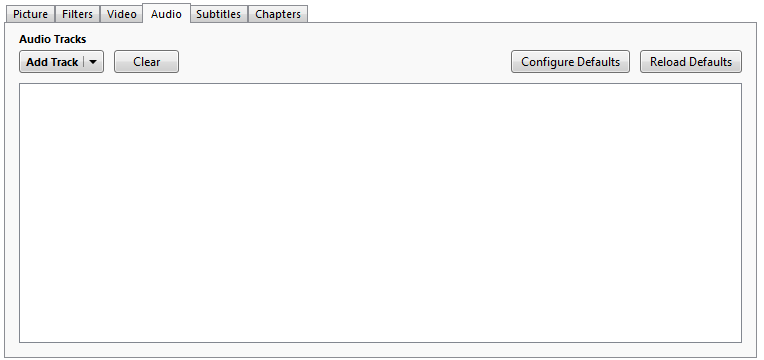 Picture Filters Video Audio Subtitles Chapters
Audio Tracks
Add Track Clear Configure Defaults Reload Defaults